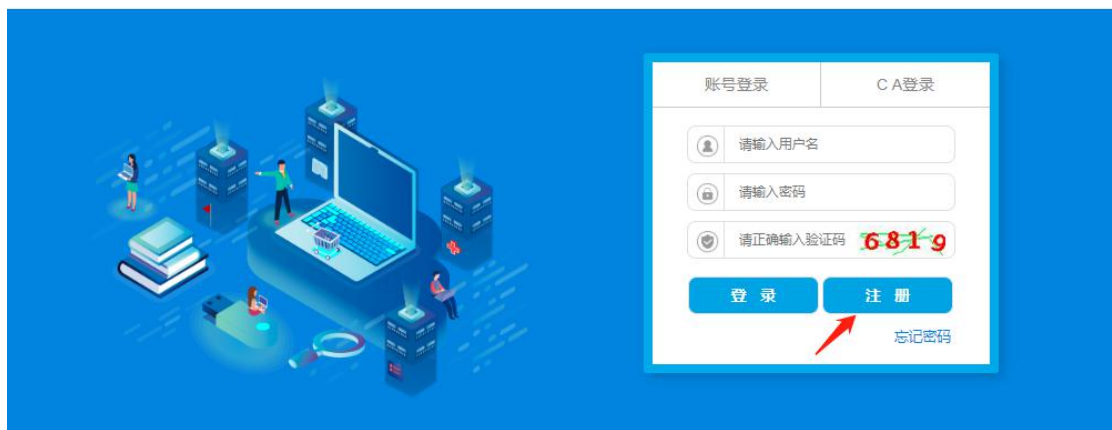 账号登录 CA登录
请输入用户名
请输入密码
请正确输入验证码 6819
登 录 注 册
忘记密码